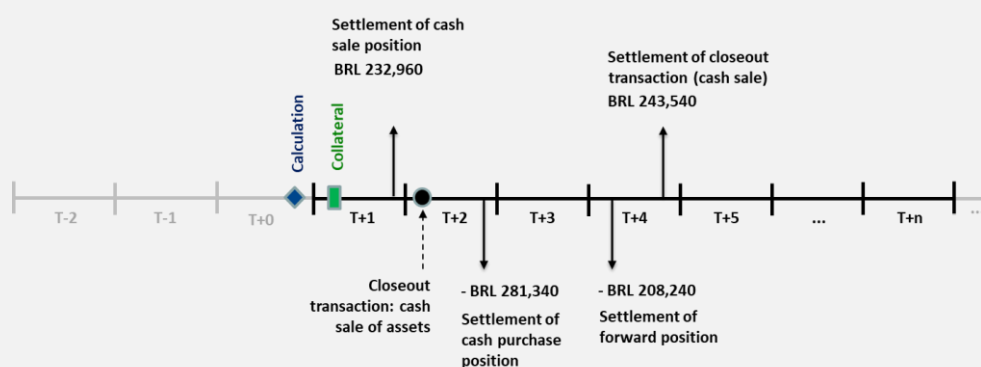 Settlement of cash
sale position
BRL 232,960
Settlement of closeout
transaction (cash sale)
BRL 243,540
Calculation
Collateral
T-2
T-1
T+0
T+1
T+2
T+3
T+4
T+5
...
T+n
...
Closeout
transaction: cash
sale of assets
- BRL 281,340
Settlement of
cash purchase
position
- BRL 208,240
Settlement of
forward position